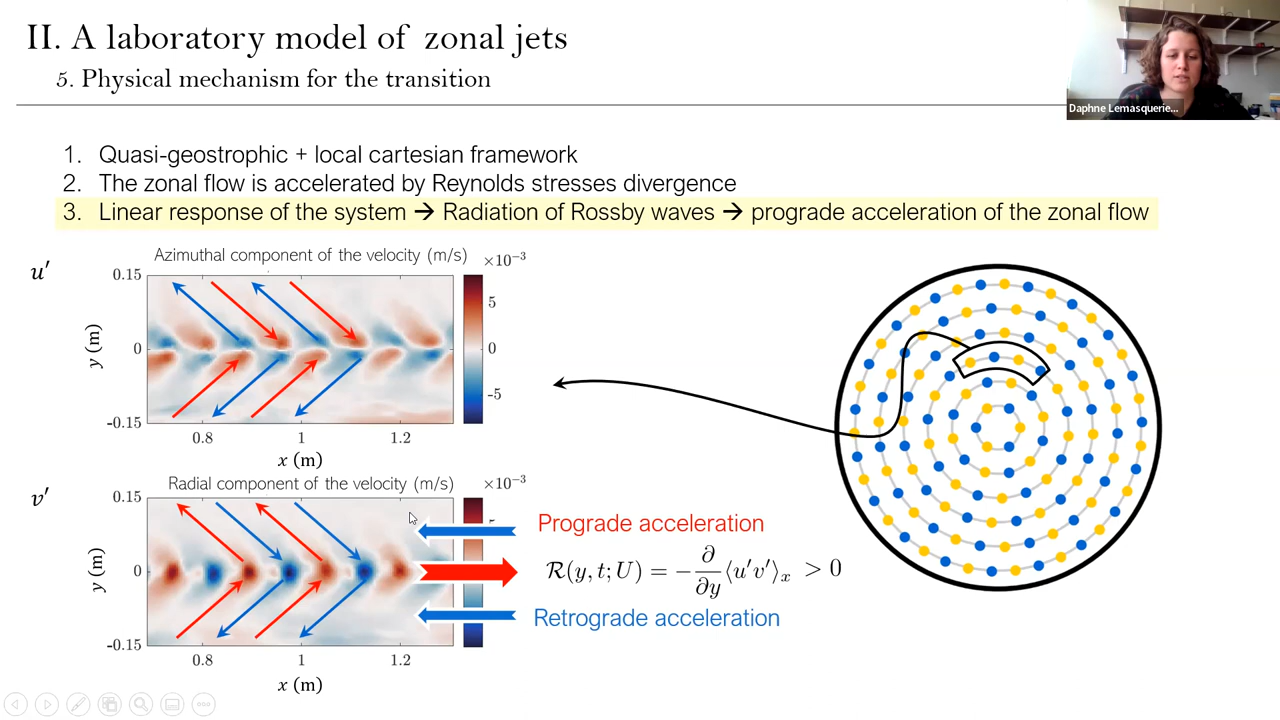 II. A laboratory model of zonal jets
5. Physical mechanism for the transition
Daphne Lemasquerie...
1. Quasi-geostrophic + local cartesian framework
2. The zonal flow is accelerated by Reynolds stresses divergence
3. Linear response of the system → Radiation of Rossby waves → prograde acceleration of the zonal flow
u′
Azimuthal component of the velocity (m/s)
×10⁻³
0.15
0
-0.15
y (m)
5
0
-5
0.8 1 1.2
x (m)
v′
Radial component of the velocity (m/s)
×10⁻³
0.15
0
-0.15
y (m)
0.8 1 1.2
x (m)
Prograde acceleration
R(y, t; U) = −∂/∂y ⟨u′v′⟩ₓ > 0
Retrograde acceleration